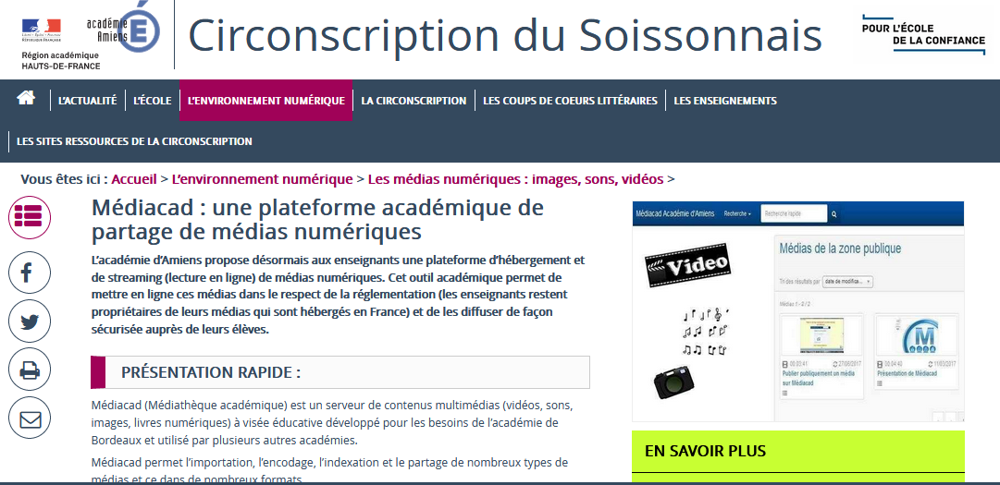 académie
Amiens
RÉPUBLIQUE FRANÇAISE
Région académique
HAUTS-DE-FRANCE
Circonscription du Soissonnais
POUR L'ÉCOLE
DE LA CONFIANCE
L'ACTUALITÉ L'ÉCOLE L'ENVIRONNEMENT NUMÉRIQUE LA CIRCONSCRIPTION LES COUPS DE COEURS LITTÉRAIRES LES ENSEIGNEMENTS
LES SITES RESSOURCES DE LA CIRCONSCRIPTION
Vous êtes ici : Accueil > L'environnement numérique > Les médias numériques : images, sons, vidéos >
Médiacad : une plateforme académique de
partage de médias numériques
L'académie d'Amiens propose désormais aux enseignants une plateforme d'hébergement et
de streaming (lecture en ligne) de médias numériques. Cet outil académique permet de
mettre en ligne ces médias dans le respect de la réglementation (les enseignants restent
propriétaires de leurs médias qui sont hébergés en France) et de les diffuser de façon
sécurisée auprès de leurs élèves.
PRÉSENTATION RAPIDE :
Médiacad (Médiathèque académique) est un serveur de contenus multimédias (vidéos, sons,
images, livres numériques) à visée éducative développé pour les besoins de l'académie de
Bordeaux et utilisé par plusieurs autres académies.
Médiacad permet l'importation, l'encodage, l'indexation et le partage de nombreux types de
médias et ce dans de nombreux formats.
Médiacad Académie d'Amiens Recherche Recherche rapide
Video
Médias de la zone publique
Tri des résultats par date de modifica...
Médias 1 - 2 / 2
00:03:41 27/06/2017
Publier publiquement un média
sur Médiacad
M
00:04:40 11/03/2017
Présentation de Médiacad
EN SAVOIR PLUS